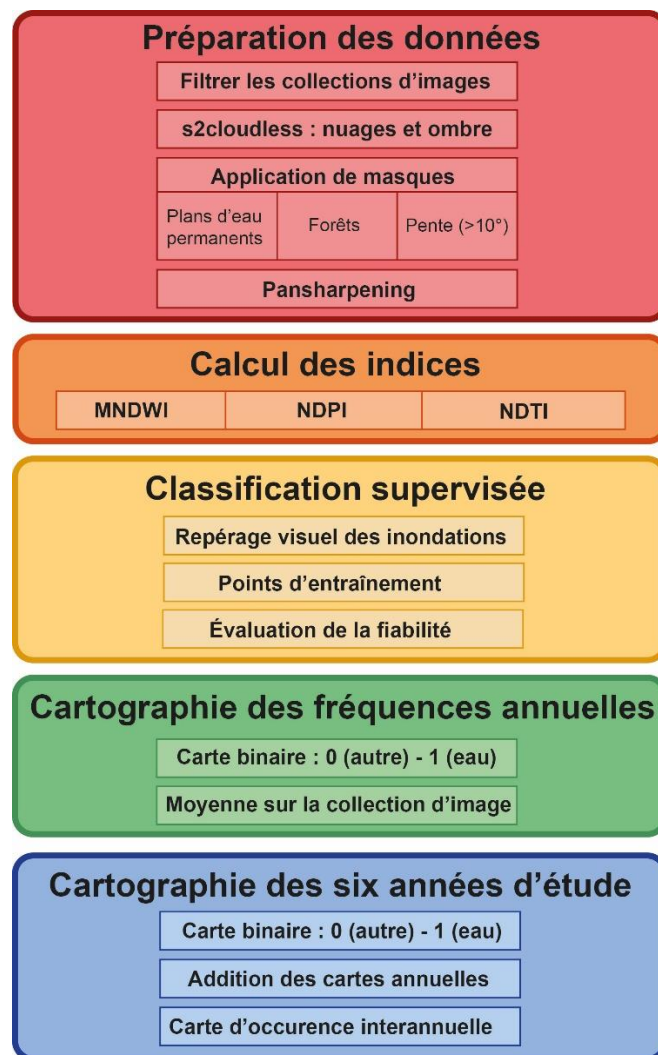 Préparation des données
Filtrer les collections d’images
s2cloudless : nuages et ombre
Application de masques
Plans d’eau
permanents
Forêts
Pente (>10°)
Pansharpening
Calcul des indices
MNDWI
NDPI
NDTI
Classification supervisée
Repérage visuel des inondations
Points d’entraînement
Évaluation de la fiabilité
Cartographie des fréquences annuelles
Carte binaire : 0 (autre) - 1 (eau)
Moyenne sur la collection d’image
Cartographie des six années d’étude
Carte binaire : 0 (autre) - 1 (eau)
Addition des cartes annuelles
Carte d’occurence interannuelle